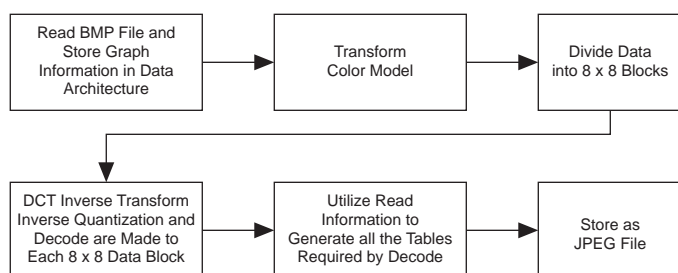 Read BMP File and
Store Graph
Information in Data
Architecture
Transform
Color Model
Divide Data
into 8 x 8 Blocks
DCT Inverse Transform
Inverse Quantization and
Decode are Made to
Each 8 x 8 Data Block
Utilize Read
Information to
Generate all the Tables
Required by Decode
Store as
JPEG File